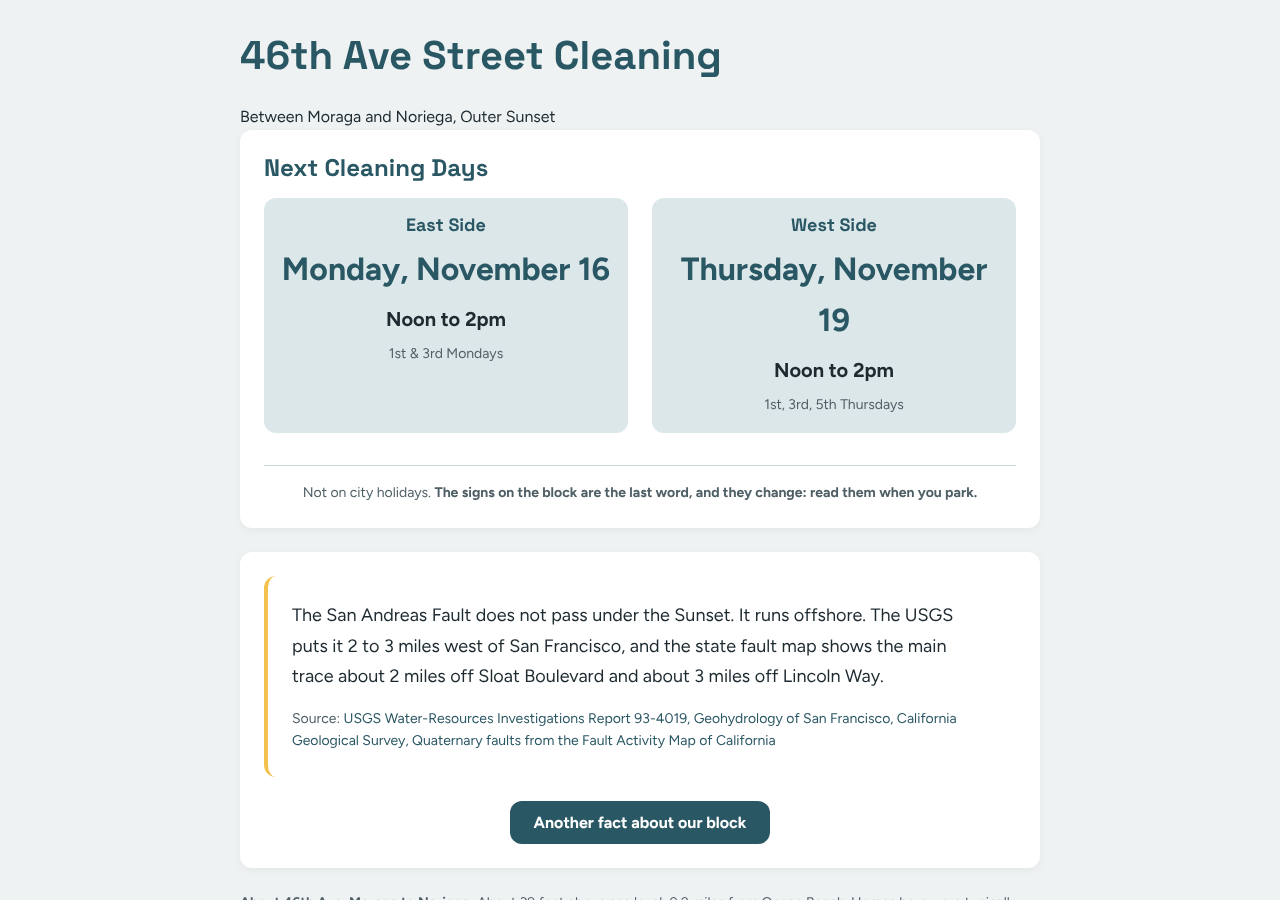 46th Ave Street Cleaning
Between Moraga and Noriega, Outer Sunset
Next Cleaning Days
East Side
Monday, November 16
Noon to 2pm
1st & 3rd Mondays
West Side
Thursday, November
19
Noon to 2pm
1st, 3rd, 5th Thursdays
Not on city holidays. The signs on the block are the last word, and they change: read them when you park.
The San Andreas Fault does not pass under the Sunset. It runs offshore. The USGS
puts it 2 to 3 miles west of San Francisco, and the state fault map shows the main
trace about 2 miles off Sloat Boulevard and about 3 miles off Lincoln Way.
Source: USGS Water-Resources Investigations Report 93-4019, Geohydrology of San Francisco, California
Geological Survey, Quaternary faults from the Fault Activity Map of California
Another fact about our block